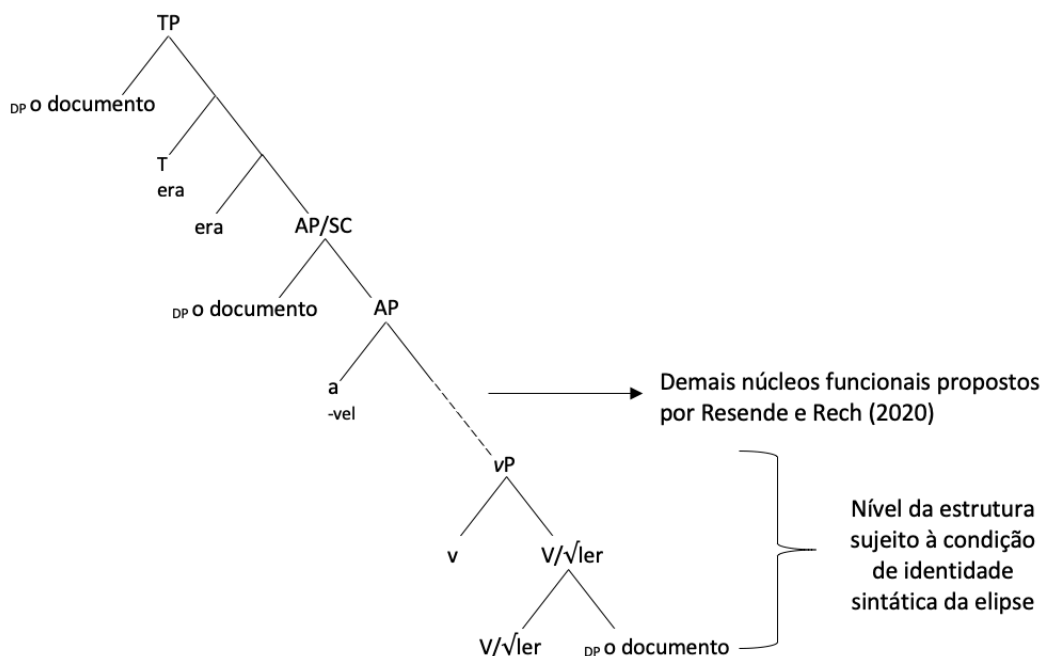 TP
DP o documento
T
era
era
AP/SC
DP o documento
AP
a
-vel
Demais núcleos funcionais propostos
por Resende e Rech (2020)
vP
v
V/√ler
V/√ler
DP o documento
Nível da estrutura
sujeito à condição
de identidade
sintática da elipse